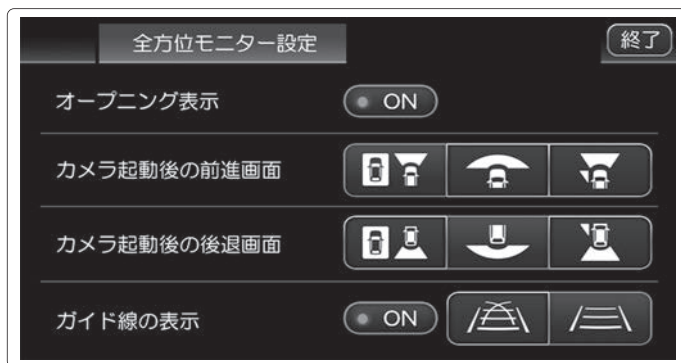 全方位モニター設定
終了
オープニング表示
ON
カメラ起動後の前進画面
カメラ起動後の後退画面
ガイド線の表示
ON